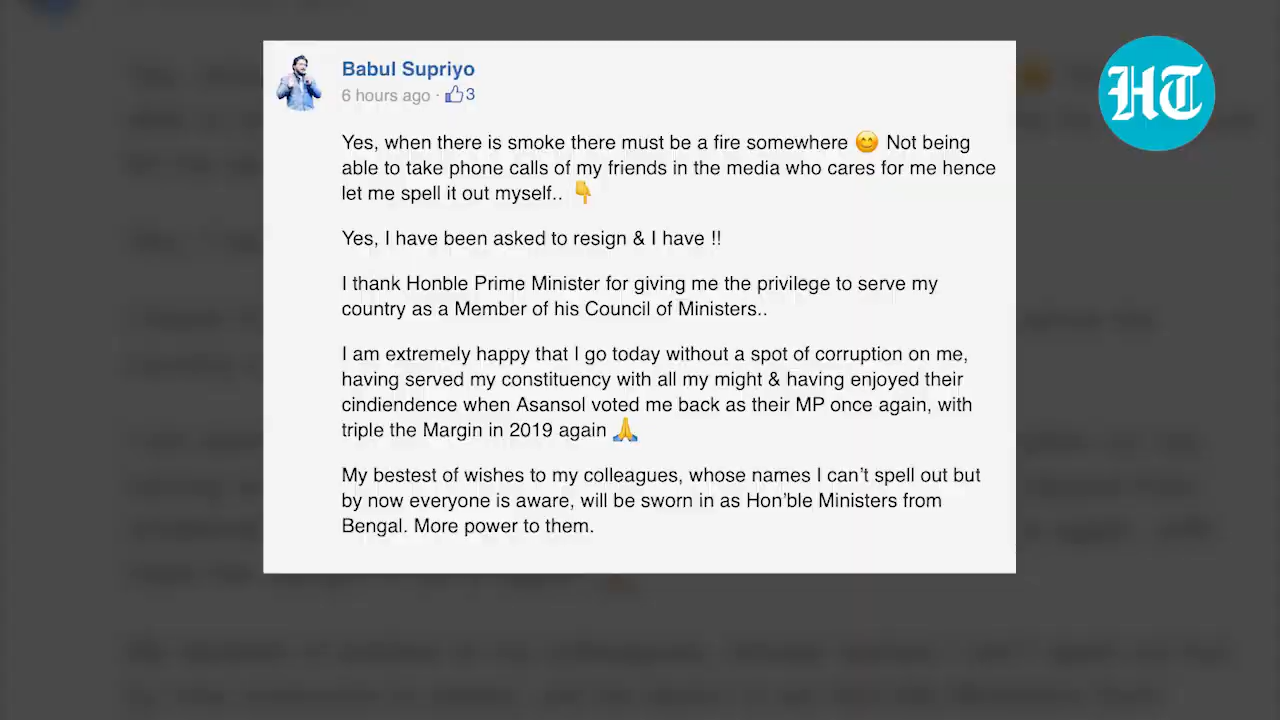 HT
Babul Supriyo
6 hours ago · 👍3
Yes, when there is smoke there must be a fire somewhere 😊 Not being
able to take phone calls of my friends in the media who cares for me hence
let me spell it out myself.. 👇
Yes, I have been asked to resign & I have !!
I thank Honble Prime Minister for giving me the privilege to serve my
country as a Member of his Council of Ministers..
I am extremely happy that I go today without a spot of corruption on me,
having served my constituency with all my might & having enjoyed their
cindiendence when Asansol voted me back as their MP once again, with
triple the Margin in 2019 again 🙏
My bestest of wishes to my colleagues, whose names I can't spell out but
by now everyone is aware, will be sworn in as Hon'ble Ministers from
Bengal. More power to them.